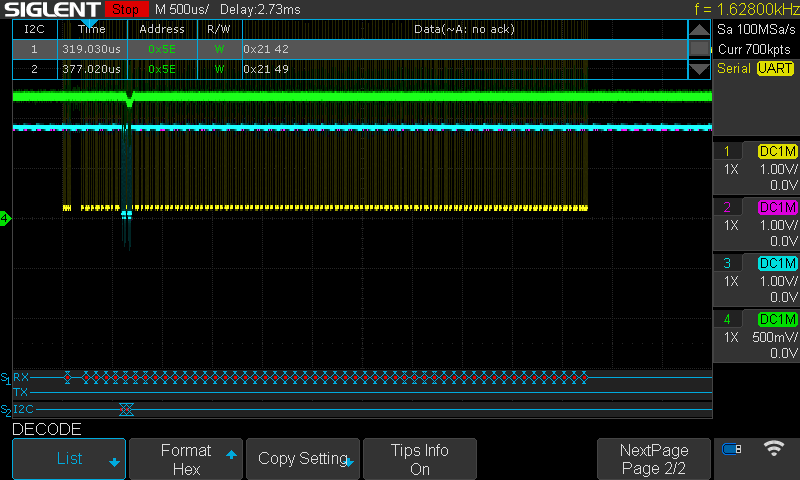 SIGLENT Stop M 500us/ Delay:2.73ms f = 1.62800kHz
I2C Time Address R/W Data(~A: no ack)
1 319.030us 0x5E W 0x21 42
2 377.020us 0x5E W 0x21 49
Sa 100MSa/s
Curr 700kpts
Serial UART
1 DC1M
1X 1.00V/
0.0V
2 DC1M
1X 1.00V/
0.0V
3 DC1M
1X 1.00V/
0.0V
4 DC1M
1X 500mV/
0.0V
4
S1 RX
TX
S2 I2C
DECODE
List
Format
Hex
Copy Setting
Tips Info
On
NextPage
Page 2/2